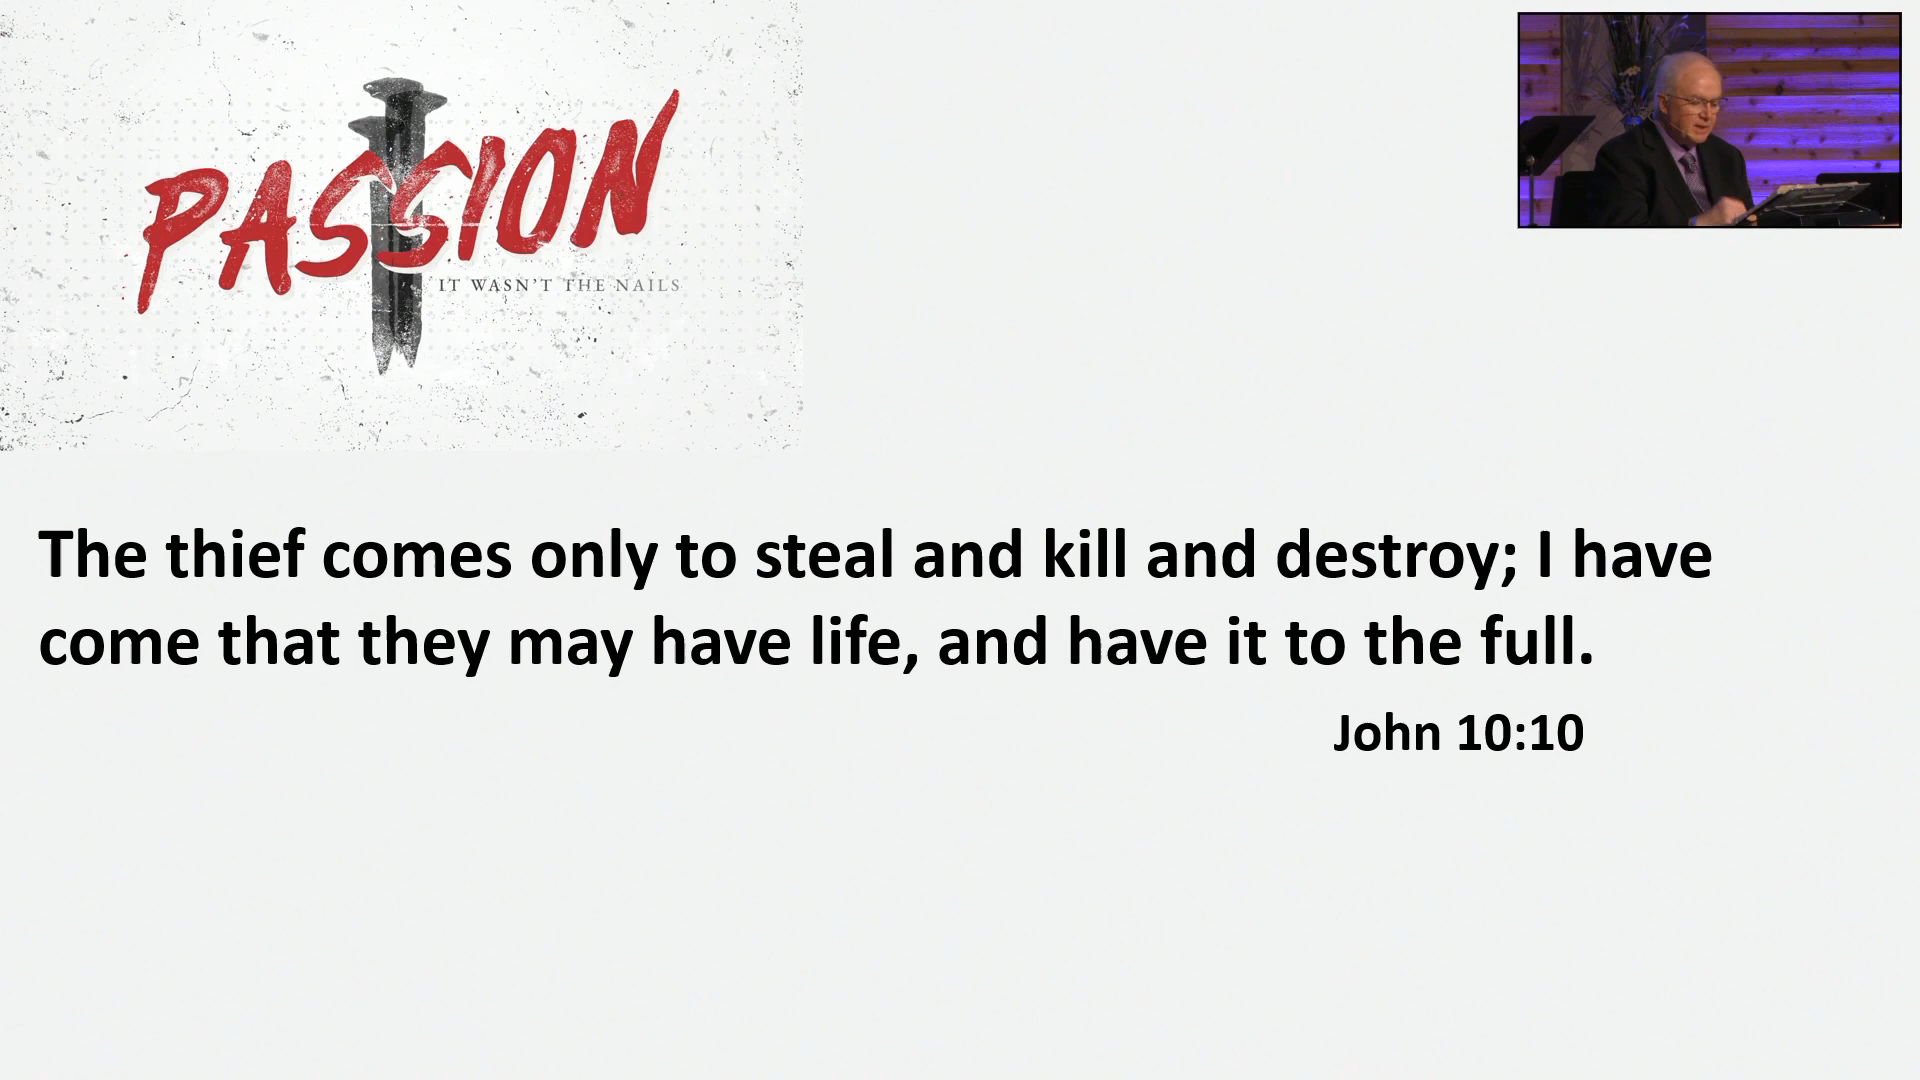 PASSION
IT WASN'T THE NAILS
The thief comes only to steal and kill and destroy; I have
come that they may have life, and have it to the full.
John 10:10